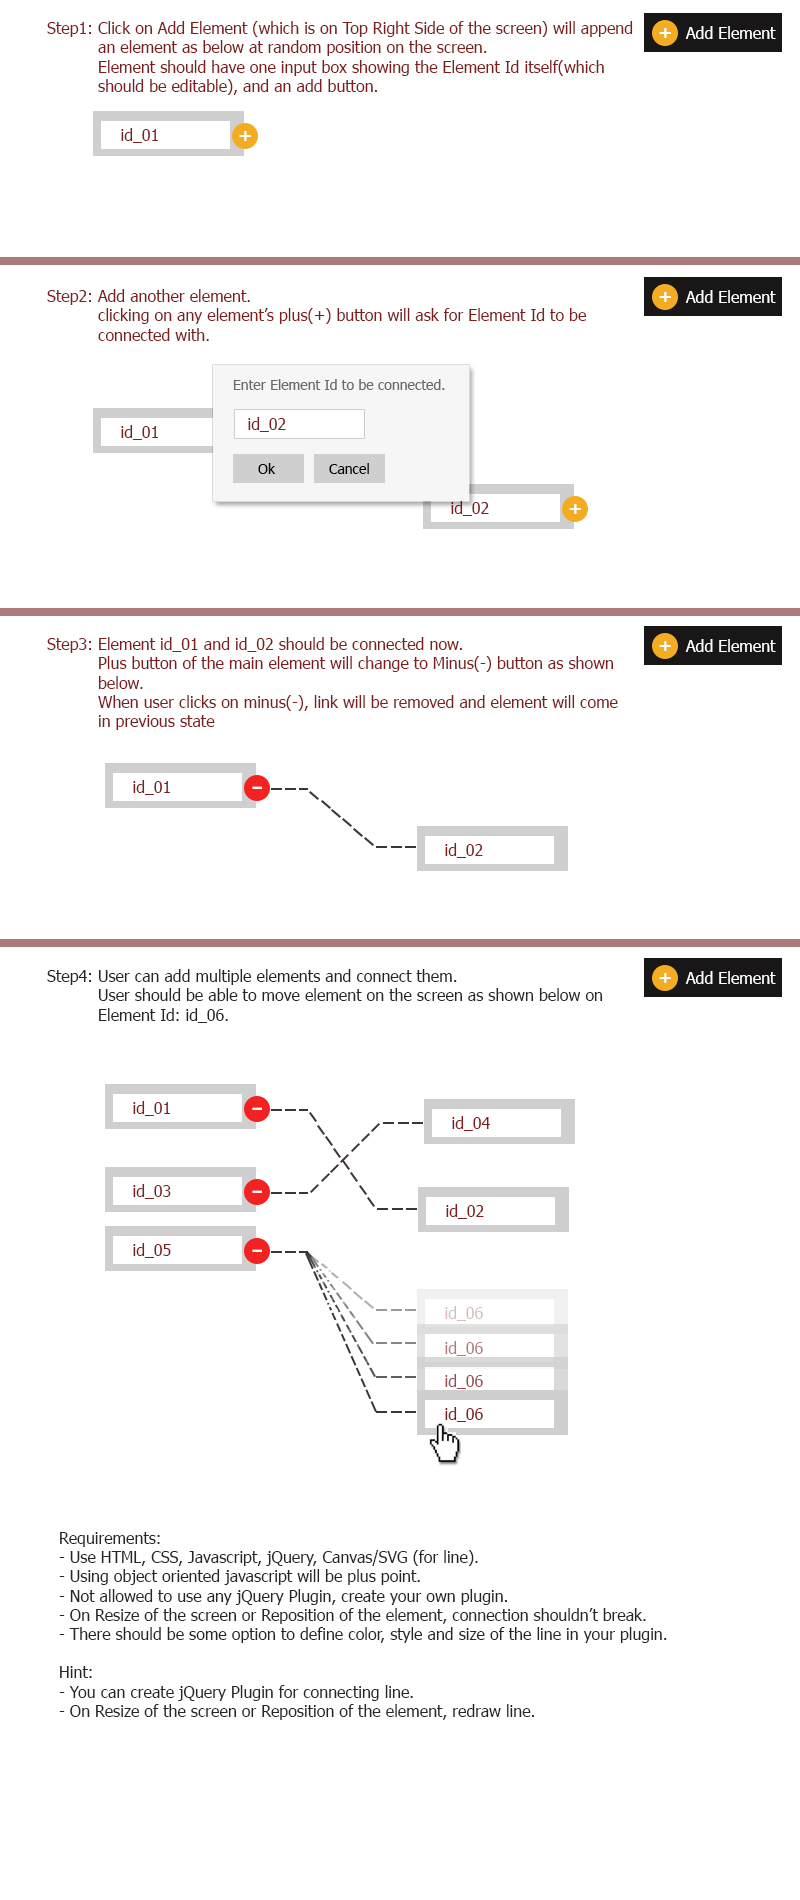 Step1: Click on Add Element (which is on Top Right Side of the screen) will append
an element as below at random position on the screen.
Element should have one input box showing the Element Id itself(which
should be editable), and an add button.
+ Add Element
id_01
+
Step2: Add another element.
clicking on any element’s plus(+) button will ask for Element Id to be
connected with.
+ Add Element
Enter Element Id to be connected.
id_01
id_02
Ok Cancel
id_02
+
Step3: Element id_01 and id_02 should be connected now.
Plus button of the main element will change to Minus(-) button as shown
below.
When user clicks on minus(-), link will be removed and element will come
in previous state
+ Add Element
id_01
−
id_02
Step4: User can add multiple elements and connect them.
User should be able to move element on the screen as shown below on
Element Id: id_06.
+ Add Element
id_01
−
id_04
id_03
−
id_02
id_05
−
id_06
id_06
id_06
id_06
Requirements:
- Use HTML, CSS, Javascript, jQuery, Canvas/SVG (for line).
- Using object oriented javascript will be plus point.
- Not allowed to use any jQuery Plugin, create your own plugin.
- On Resize of the screen or Reposition of the element, connection shouldn’t break.
- There should be some option to define color, style and size of the line in your plugin.
Hint:
- You can create jQuery Plugin for connecting line.
- On Resize of the screen or Reposition of the element, redraw line.